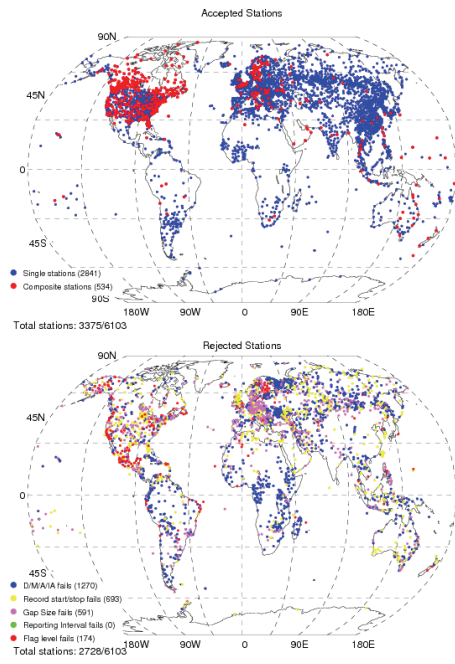 Accepted Stations
90N
45N
0
45S
Single stations (2841)
Composite stations (534)
90S
180W 90W 0 90E 180E
Total stations: 3375/6103
Rejected Stations
90N
45N
0
45S
D/M/A/IA fails (1270)
Record start/stop fails (693)
Gap Size fails (591)
Reporting Interval fails (0)
Flag level fails (174)
180W 90W 0 90E 180E
Total stations: 2728/6103